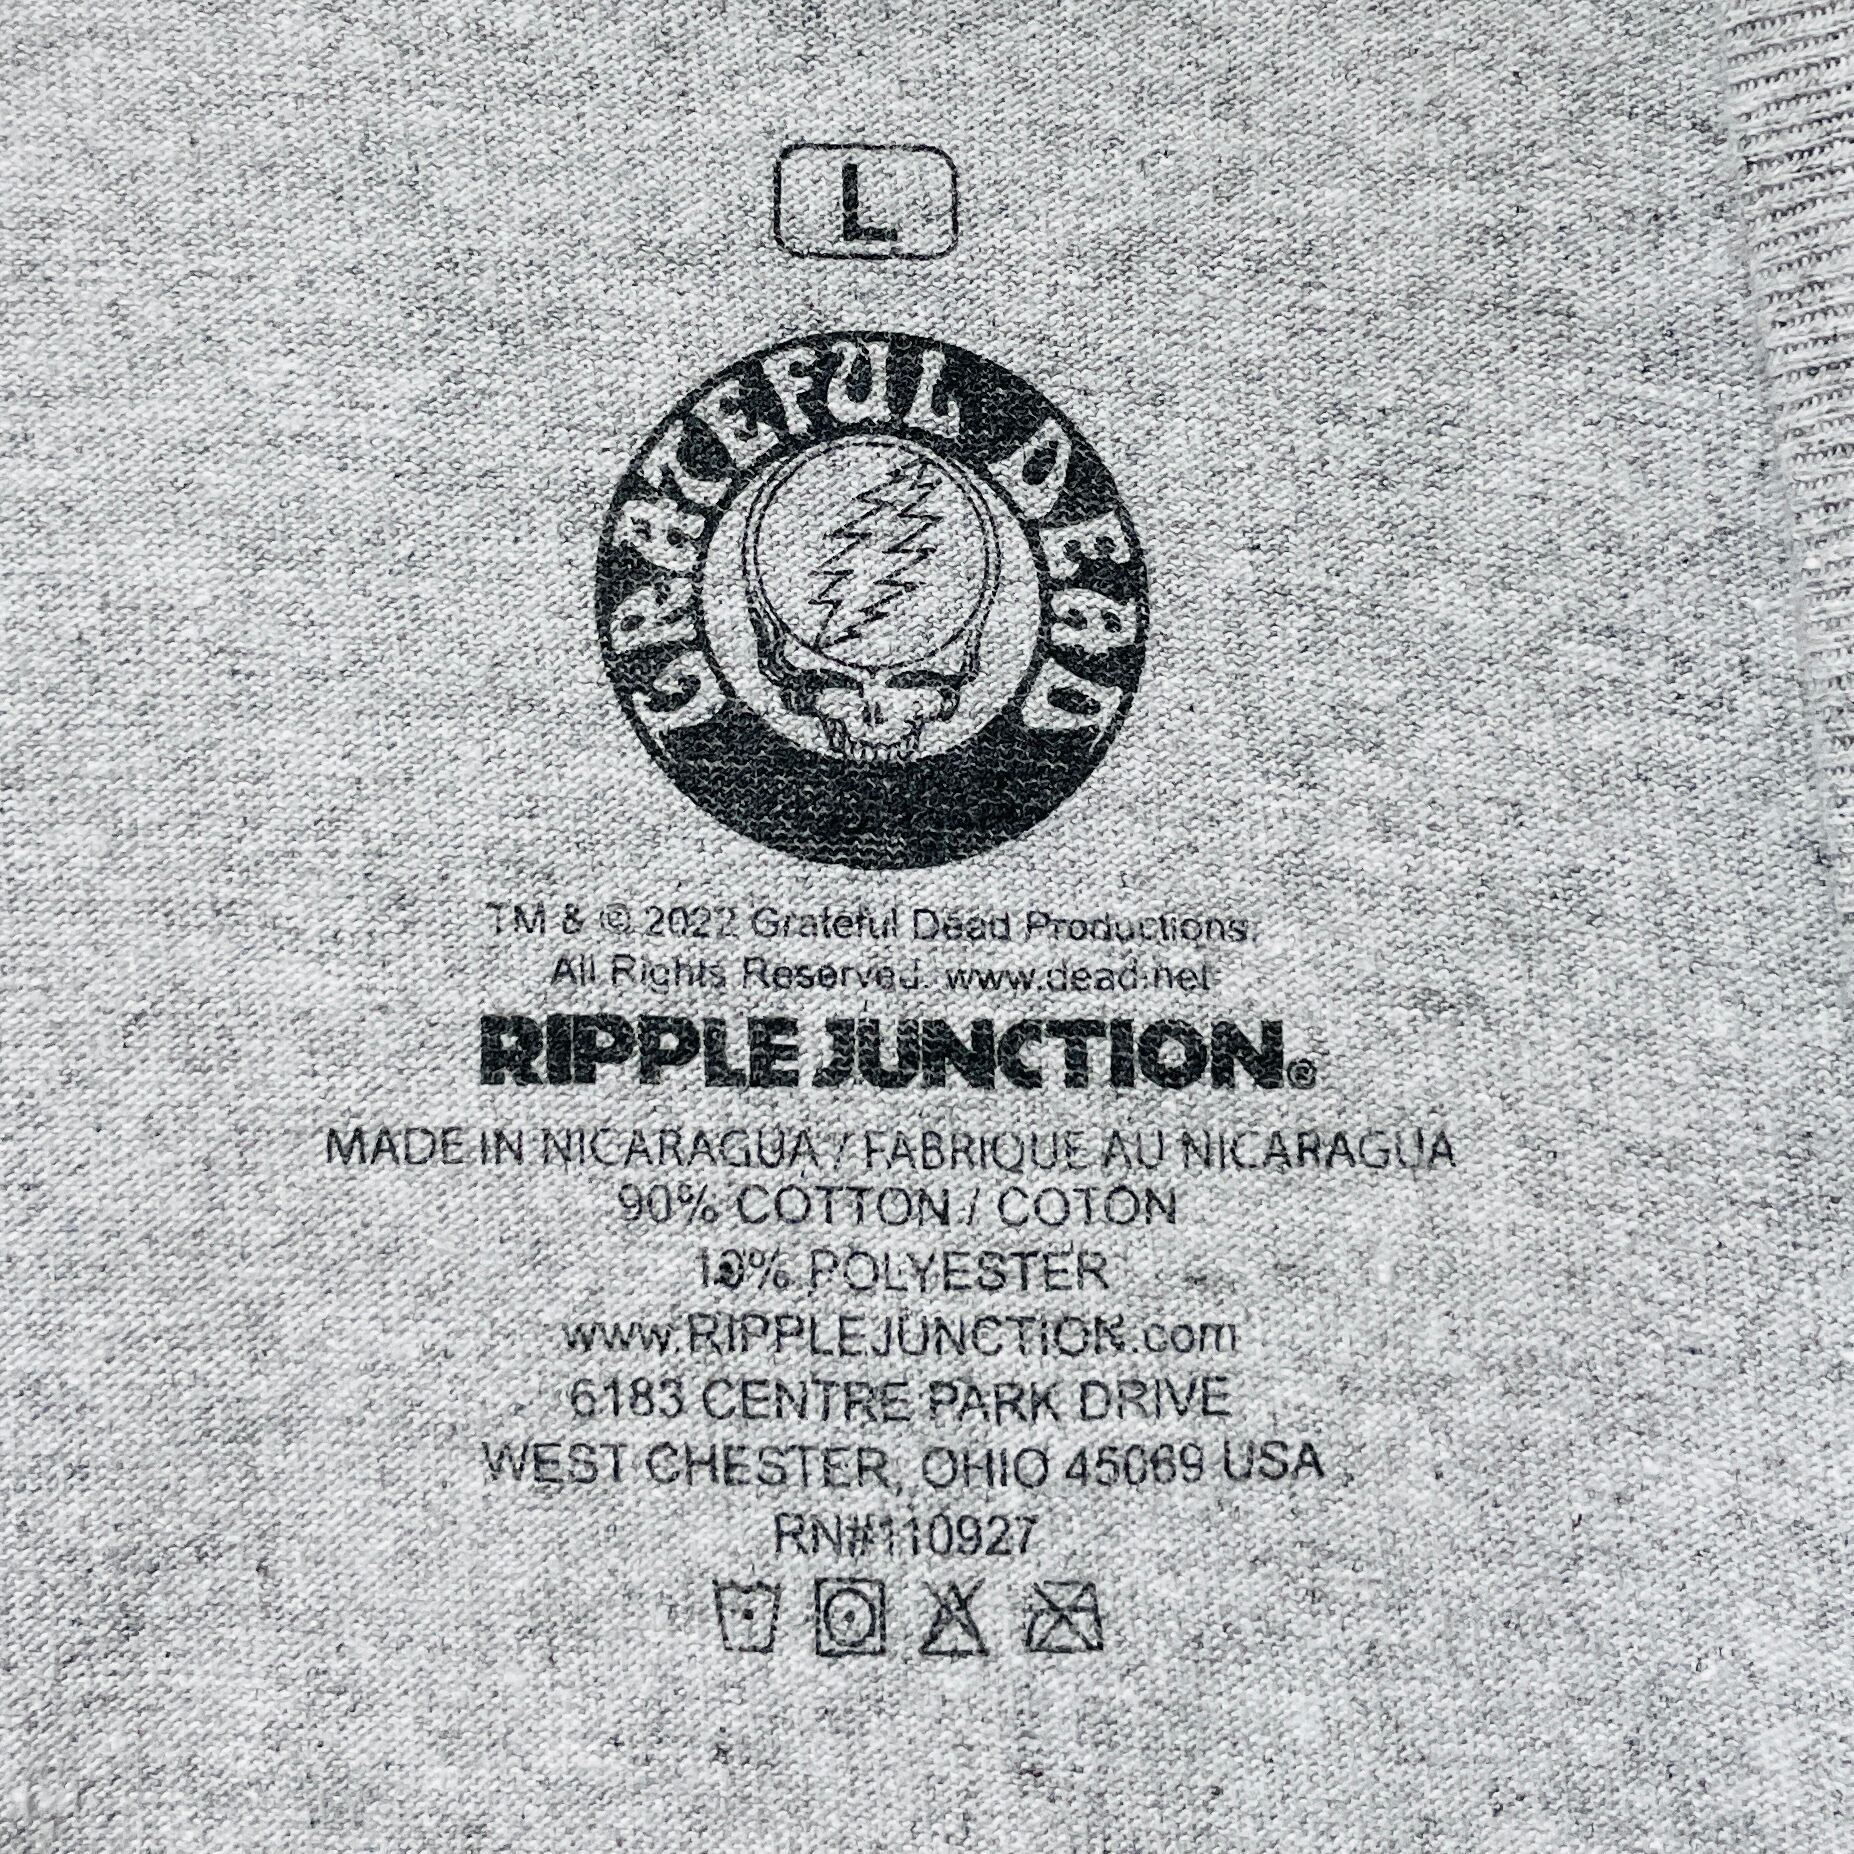 L
GRATEFUL DEAD
TM & © 2022 Grateful Dead Productions.
All Rights Reserved. www.dead.net
RIPPLE JUNCTION®
MADE IN NICARAGUA / FABRIQUE AU NICARAGUA
90% COTTON / COTON
10% POLYESTER
www.RIPPLEJUNCTION.com
6183 CENTRE PARK DRIVE
WEST CHESTER, OHIO 45069 USA
RN#110927